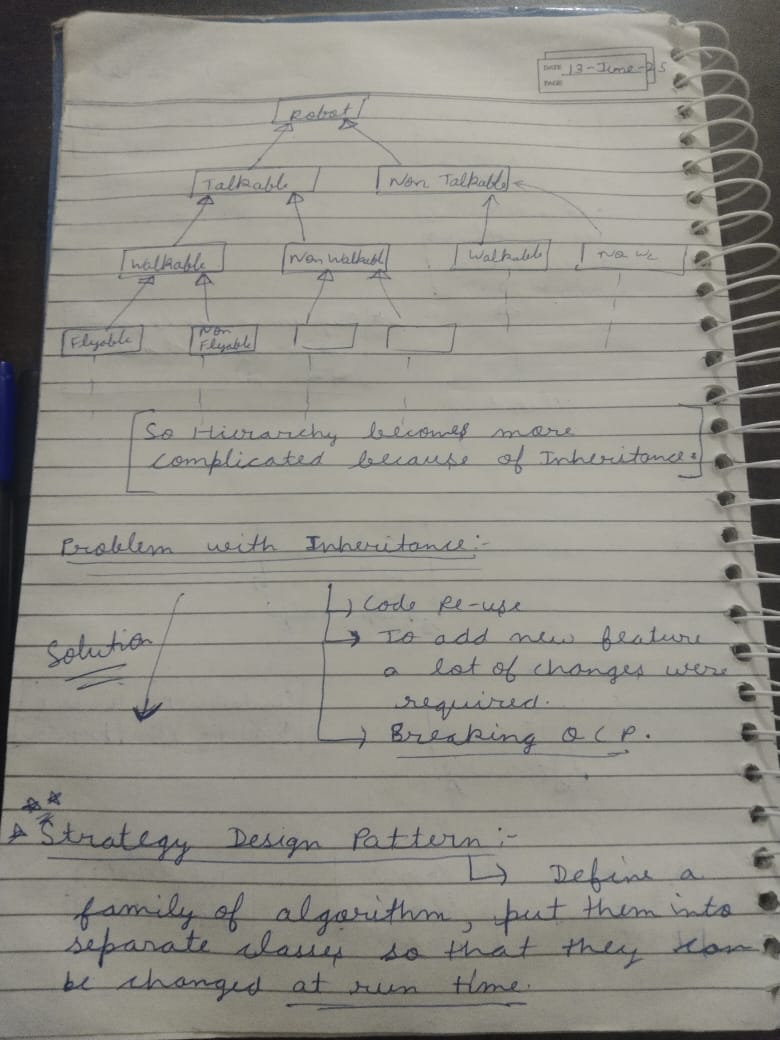 DATE 13-June-25
PAGE
Robot
Talkable Non Talkable
Walkable Non Walkable Walkable
Flyable Non Flyable
So Hierarchy becomes more
complicated because of Inheritance.
Problem with Inheritance:-
Code Re-use
Solution
To add new feature
a lot of changes were
required.
Breaking OCP.
Strategy Design Pattern:-
Define a
family of algorithm, put them into
separate classes so that they can
be changed at run time.